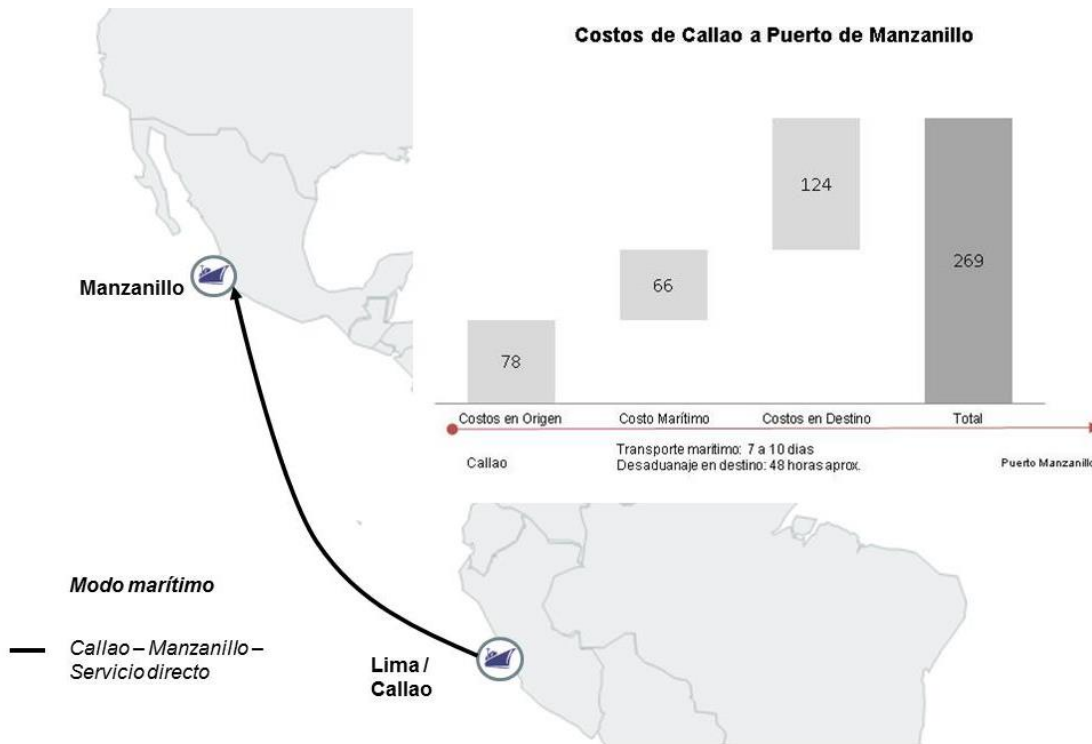 Costos de Callao a Puerto de Manzanillo
124
269
66
78
Costos en Origen
Costo Marítimo
Costos en Destino
Total
Transporte marítimo: 7 a 10 dias
Desaduanaje en destino: 48 horas aprox.
Callao
Puerto Manzanillo
Manzanillo
Modo marítimo
Callao – Manzanillo –
Servicio directo
Lima /
Callao